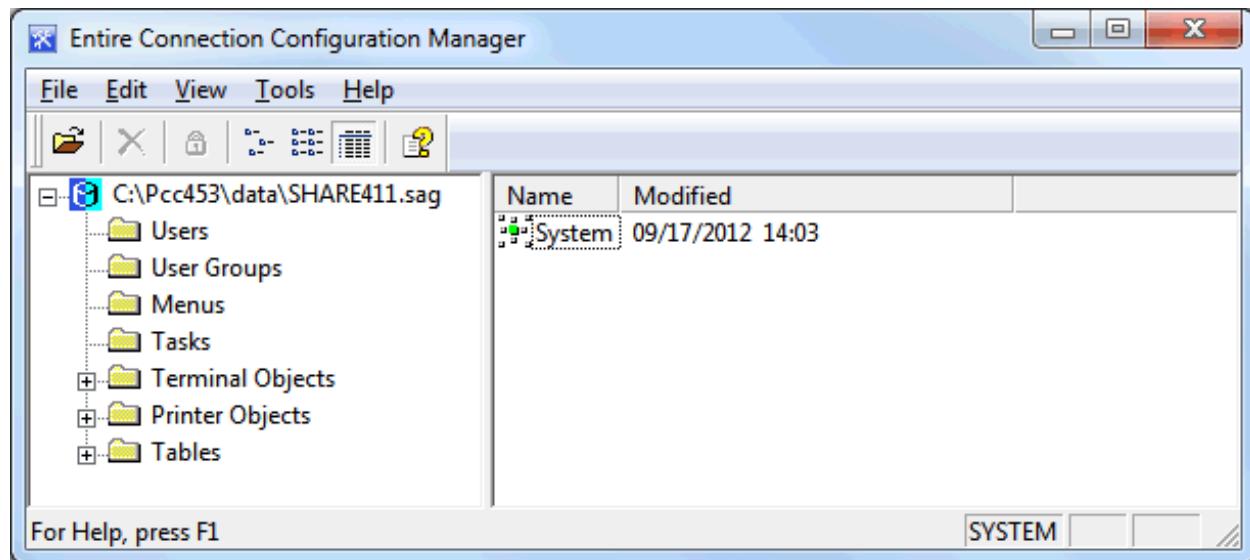 Entire Connection Configuration Manager
File Edit View Tools Help
C:\Pcc453\data\SHARE411.sag
Users
User Groups
Menus
Tasks
Terminal Objects
Printer Objects
Tables
Name Modified
System 09/17/2012 14:03
For Help, press F1 SYSTEM